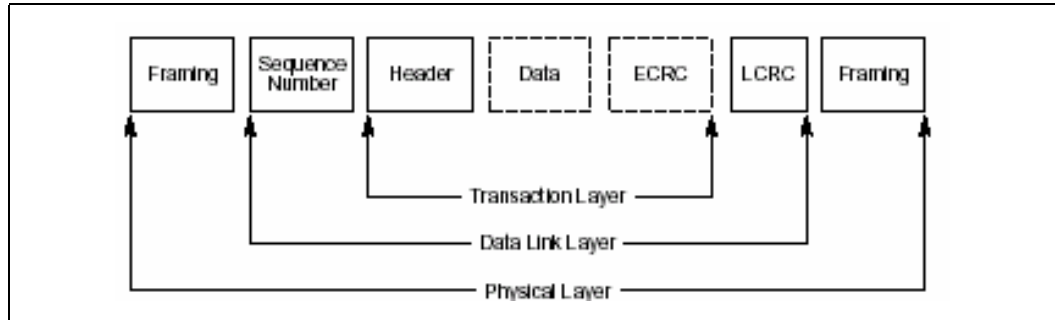 Framing
Sequence
Number
Header
Data
ECRC
LCRC
Framing
Transaction Layer
Data Link Layer
Physical Layer